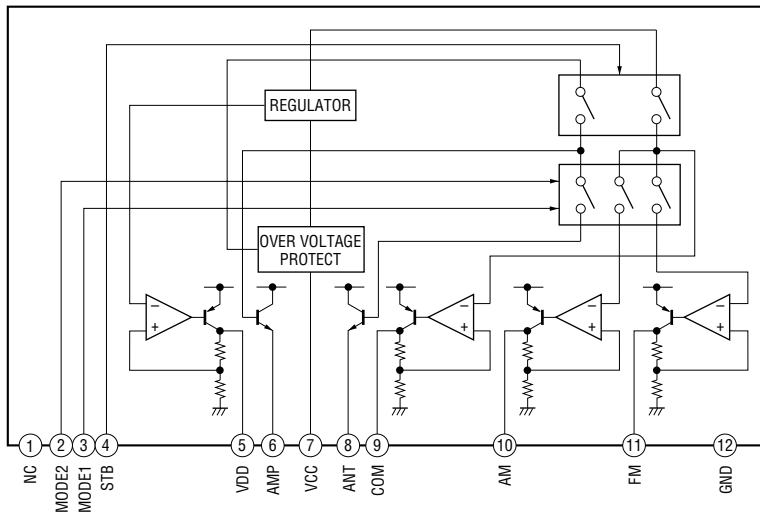 REGULATOR
OVER VOLTAGE
PROTECT
−
+
−
+
−
+
−
+
1
2
3
4
5
6
7
8
9
10
11
12
NC
MODE2
MODE1
STB
VDD
AMP
VCC
ANT
COM
AM
FM
GND